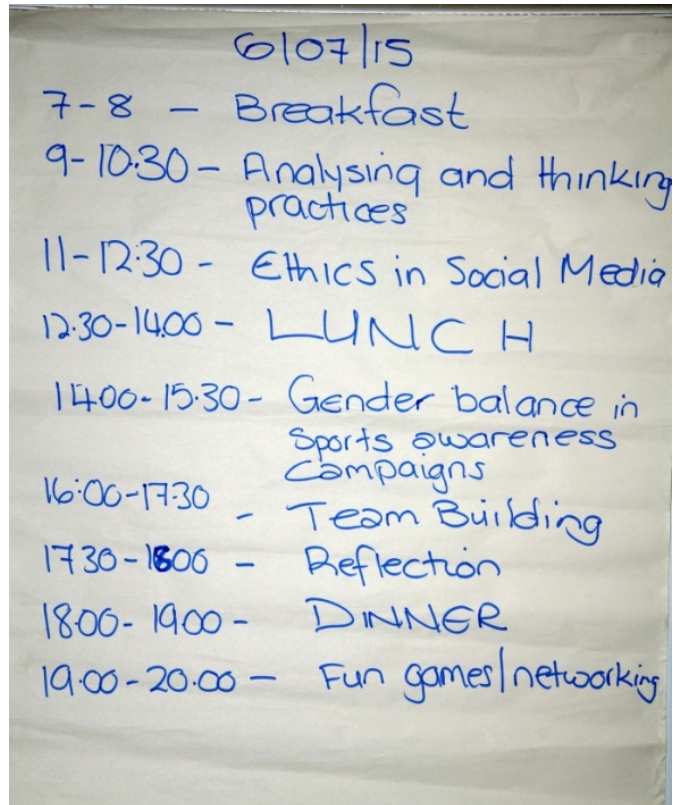 6/07/15
7-8 - Breakfast
9-10.30 - Analysing and thinking
practices
11-12.30 - Ethics in Social Media
12.30-14.00 - LUNCH
14.00-15.30 - Gender balance in
Sports awareness
Campaigns
16:00-17.30
- Team Building
17 30-1800 - Reflection
18.00-19.00 - DINNER
19.00-20.00 - Fun games/networking